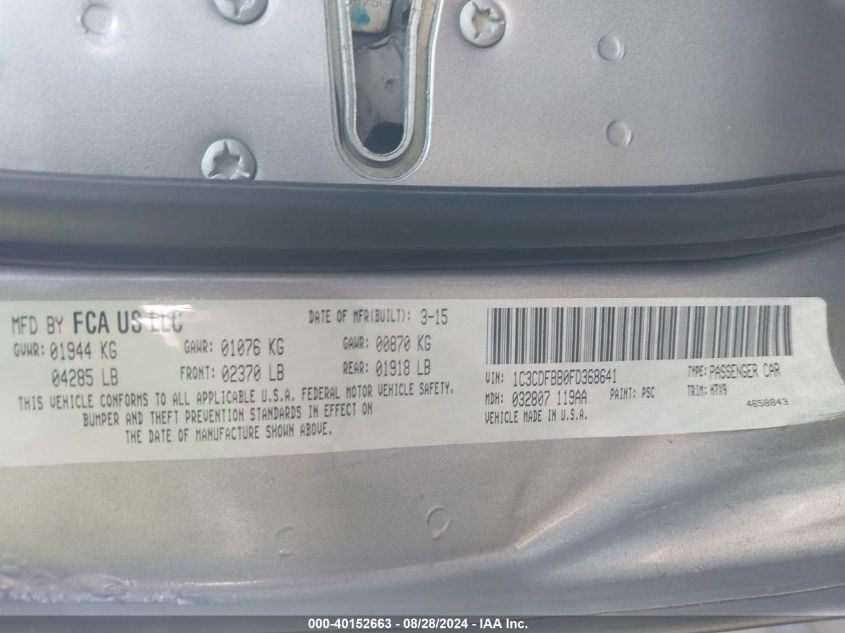 MFD BY FCA US LLC
DATE OF MFR(BUILT): 3-15
GVWR: 01944 KG GAWR: 01076 KG GAWR: 00870 KG
04285 LB FRONT: 02370 LB REAR: 01918 LB
THIS VEHICLE CONFORMS TO ALL APPLICABLE U.S.A. FEDERAL MOTOR VEHICLE SAFETY,
BUMPER AND THEFT PREVENTION STANDARDS IN EFFECT ON
THE DATE OF MANUFACTURE SHOWN ABOVE.
VIN: 1C3CDFBB0FD368641 TYPE: PASSENGER CAR
MDH: 032807 119AA PAINT: PSC TRIM: H7X9
VEHICLE MADE IN U.S.A. 4658843
000-40152663 - 08/28/2024 - IAA Inc.